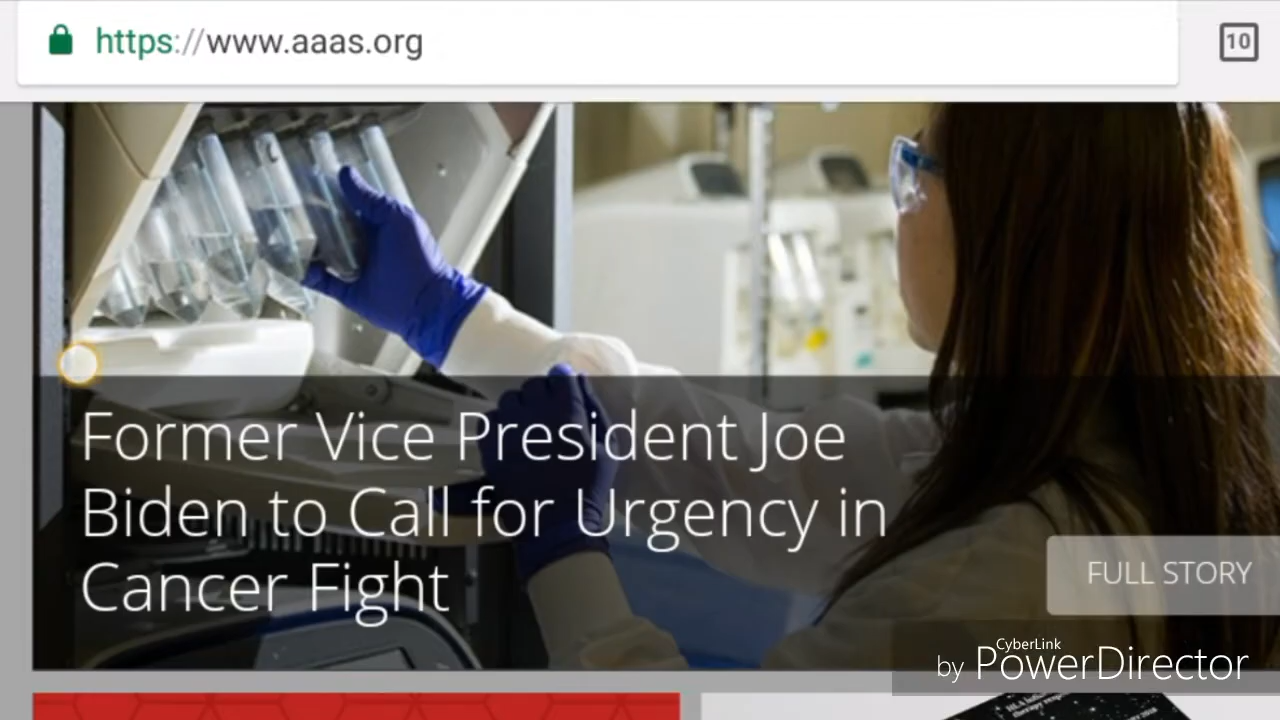 https://www.aaas.org
10
Former Vice President Joe
Biden to Call for Urgency in
Cancer Fight
FULL STORY
CyberLink
by PowerDirector